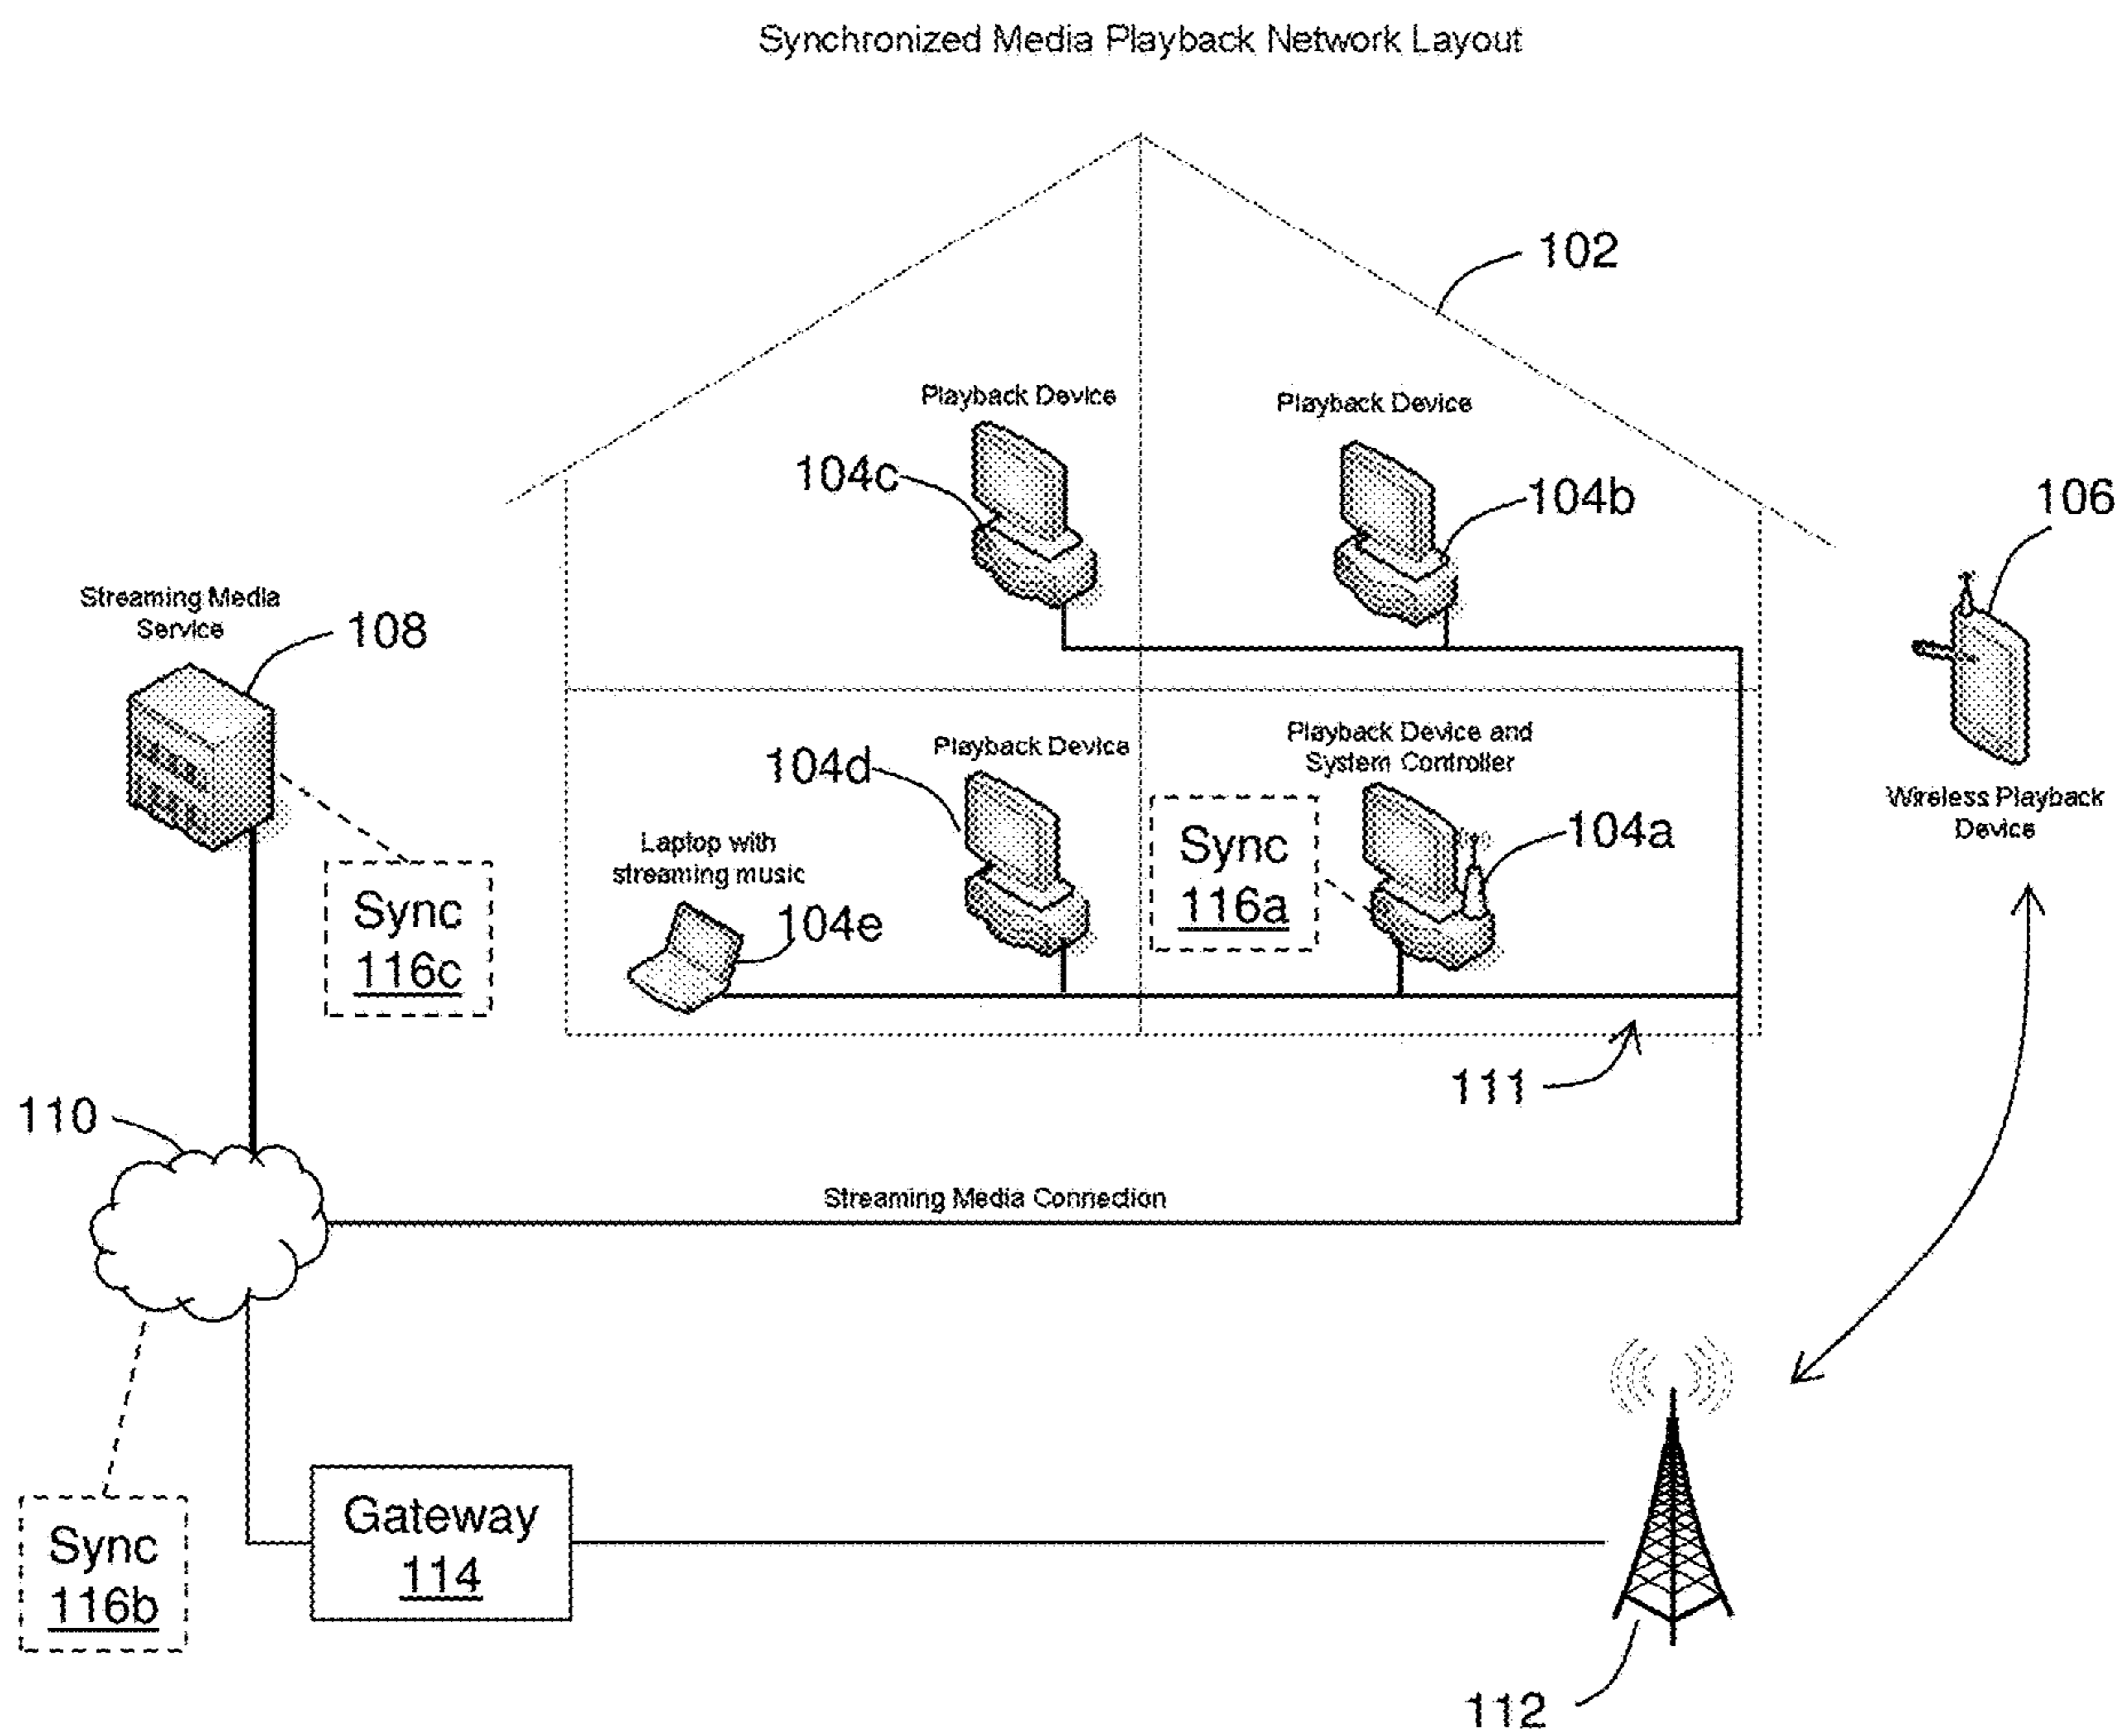 Synchronized Media Playback Network Layout
102
Playback Device
Playback Device
104c
104b
106
Streaming Media
Service
108
Playback Device
Playback Device and
System Controller
104d
Wireless Playback
Device
Laptop with
streaming music
104e
Sync
116a
104a
Sync
116c
111
110
Streaming Media Connection
Gateway
114
Sync
116b
112